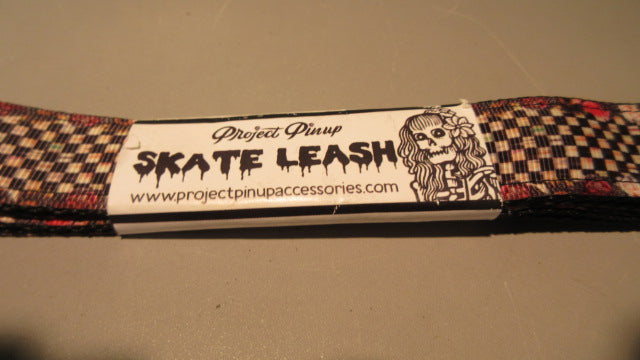 Project Pinup
SKATE LEASH
www.projectpinupaccessories.com